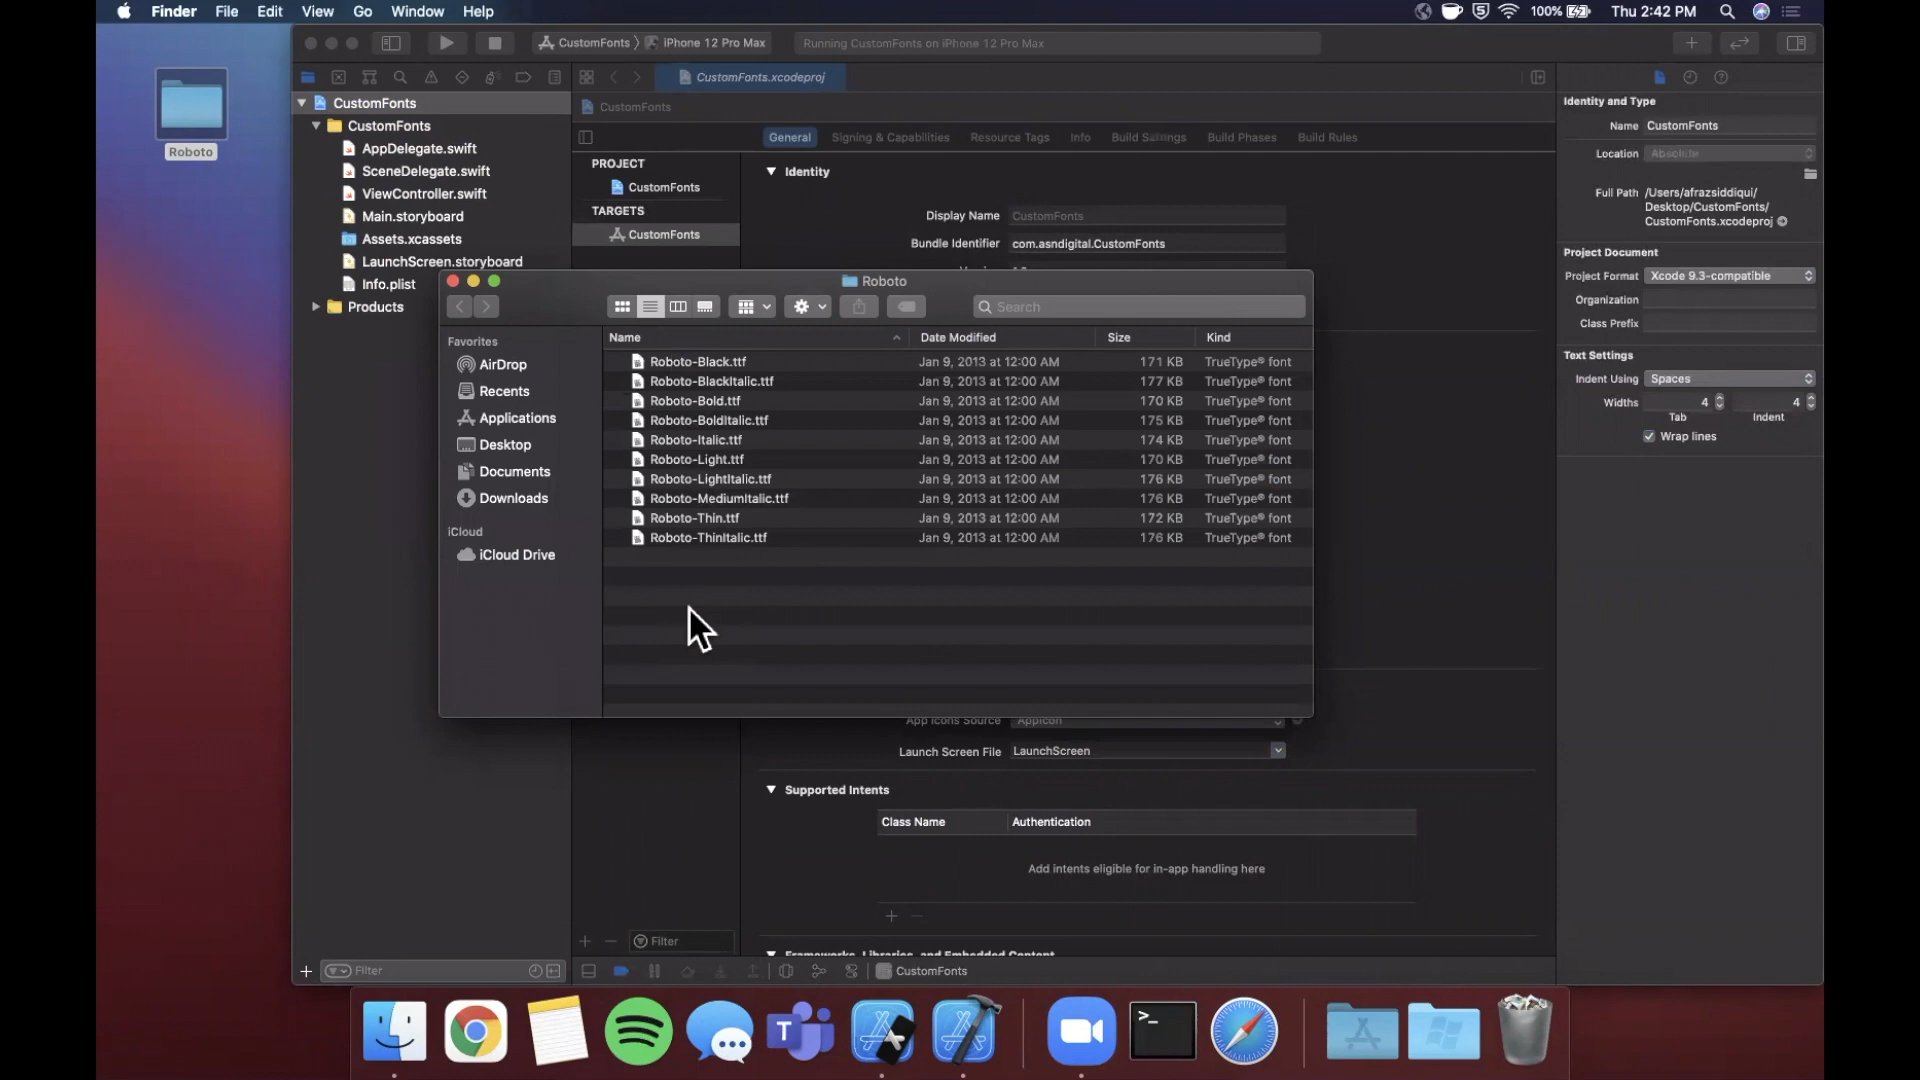 Finder File Edit View Go Window Help
100% Thu 2:42 PM
Roboto
CustomFonts 〉 iPhone 12 Pro Max
Running CustomFonts on iPhone 12 Pro Max
CustomFonts.xcodeproj
CustomFonts
CustomFonts
AppDelegate.swift
SceneDelegate.swift
ViewController.swift
Main.storyboard
Assets.xcassets
LaunchScreen.storyboard
Info.plist
Products
Filter
CustomFonts
General Signing & Capabilities Resource Tags Info Build Settings Build Phases Build Rules
PROJECT
CustomFonts
TARGETS
CustomFonts
Filter
Identity
Display Name CustomFonts
Bundle Identifier com.asndigital.CustomFonts
Roboto
Search
Favorites
AirDrop
Recents
Applications
Desktop
Documents
Downloads
iCloud
iCloud Drive
Name Date Modified Size Kind
Roboto-Black.ttf Jan 9, 2013 at 12:00 AM 171 KB TrueType® font
Roboto-BlackItalic.ttf Jan 9, 2013 at 12:00 AM 177 KB TrueType® font
Roboto-Bold.ttf Jan 9, 2013 at 12:00 AM 170 KB TrueType® font
Roboto-BoldItalic.ttf Jan 9, 2013 at 12:00 AM 175 KB TrueType® font
Roboto-Italic.ttf Jan 9, 2013 at 12:00 AM 174 KB TrueType® font
Roboto-Light.ttf Jan 9, 2013 at 12:00 AM 170 KB TrueType® font
Roboto-LightItalic.ttf Jan 9, 2013 at 12:00 AM 176 KB TrueType® font
Roboto-MediumItalic.ttf Jan 9, 2013 at 12:00 AM 176 KB TrueType® font
Roboto-Thin.ttf Jan 9, 2013 at 12:00 AM 172 KB TrueType® font
Roboto-ThinItalic.ttf Jan 9, 2013 at 12:00 AM 176 KB TrueType® font
App Icons Source AppIcon
Launch Screen File LaunchScreen
Supported Intents
Class Name Authentication
Add intents eligible for in-app handling here
Frameworks, Libraries, and Embedded Content
CustomFonts
Identity and Type
Name CustomFonts
Location Absolute
Full Path /Users/afrazsiddiqui/
Desktop/CustomFonts/
CustomFonts.xcodeproj
Project Document
Project Format Xcode 9.3-compatible
Organization
Class Prefix
Text Settings
Indent Using Spaces
Widths 4 4
Tab Indent
Wrap lines
T
>_